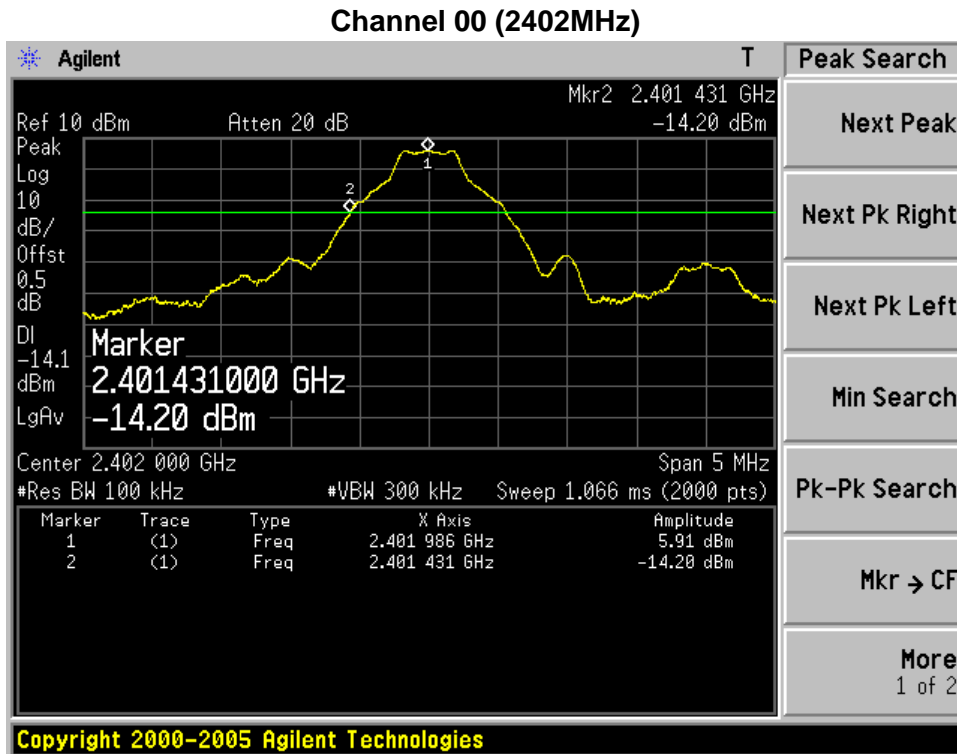 Channel 00 (2402MHz)
Agilent T Peak Search
Mkr2 2.401 431 GHz
Ref 10 dBm Atten 20 dB -14.20 dBm
Peak
Log
10
dB/
Offst
0.5
dB
DI
-14.1
dBm
LgAv
1
2
Marker
2.401431000 GHz
-14.20 dBm
Center 2.402 000 GHz Span 5 MHz
#Res BW 100 kHz #VBW 300 kHz Sweep 1.066 ms (2000 pts)
Marker Trace Type X Axis Amplitude
1 (1) Freq 2.401 986 GHz 5.91 dBm
2 (1) Freq 2.401 431 GHz -14.20 dBm
Next Peak
Next Pk Right
Next Pk Left
Min Search
Pk-Pk Search
Mkr → CF
More
1 of 2
Copyright 2000-2005 Agilent Technologies